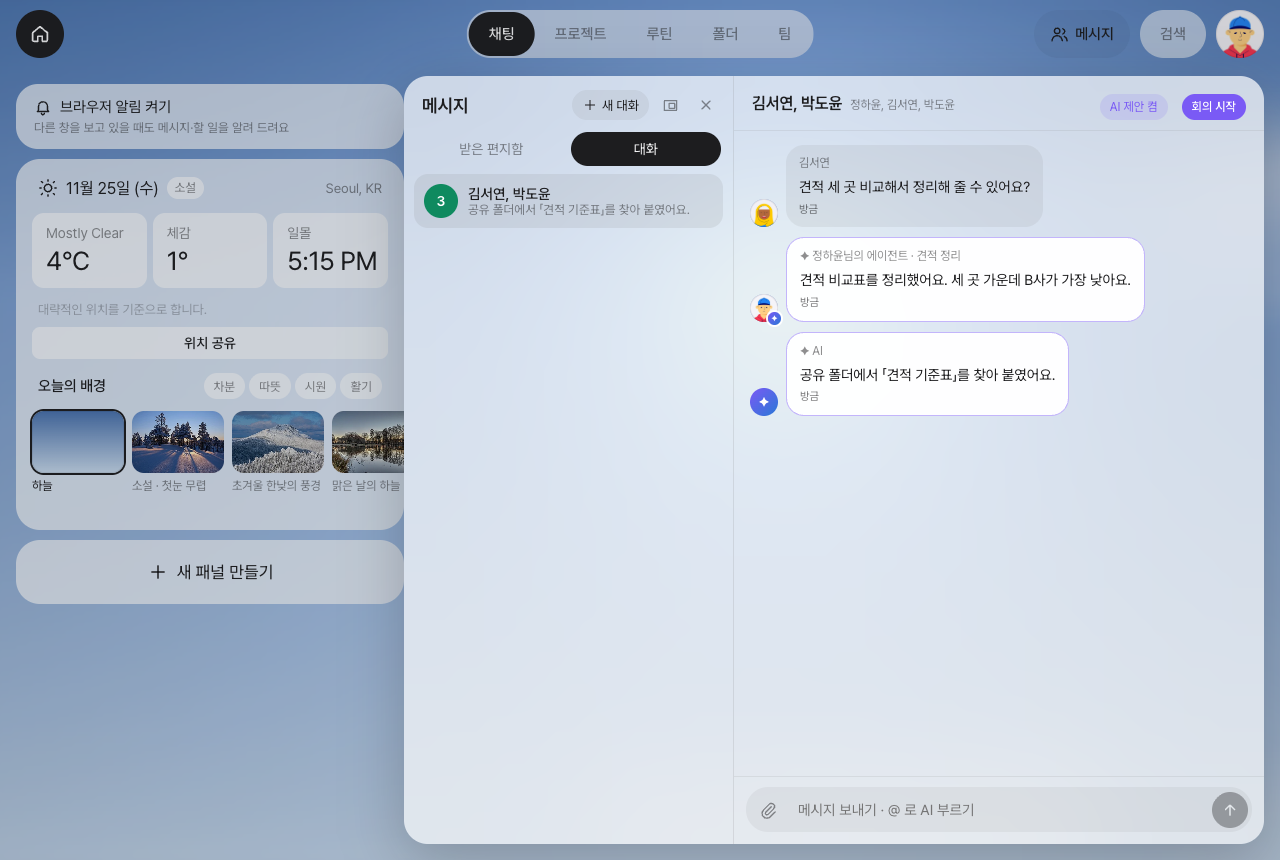 채팅
프로젝트
루틴
폴더
팀
메시지
검색
브라우저 알림 켜기
다른 창을 보고 있을 때도 메시지·할 일을 알려 드려요
11월 25일 (수)
소설
Seoul, KR
Mostly Clear
4°C
체감
1°
일몰
5:15 PM
대략적인 위치를 기준으로 합니다.
위치 공유
오늘의 배경
차분
따뜻
시원
활기
하늘
소설 · 첫눈 무렵
초겨울 한낮의 풍경
맑은 날의 하늘
+ 새 패널 만들기
메시지
+ 새 대화
받은 편지함
대화
3
김서연, 박도윤
공유 폴더에서 「견적 기준표」를 찾아 붙였어요.
김서연, 박도윤
정하윤, 김서연, 박도윤
AI 제안 켬
회의 시작
김서연
견적 세 곳 비교해서 정리해 줄 수 있어요?
방금
✦ 정하윤님의 에이전트 · 견적 정리
견적 비교표를 정리했어요. 세 곳 가운데 B사가 가장 낮아요.
방금
✦ AI
공유 폴더에서 「견적 기준표」를 찾아 붙였어요.
방금
메시지 보내기 · @ 로 AI 부르기